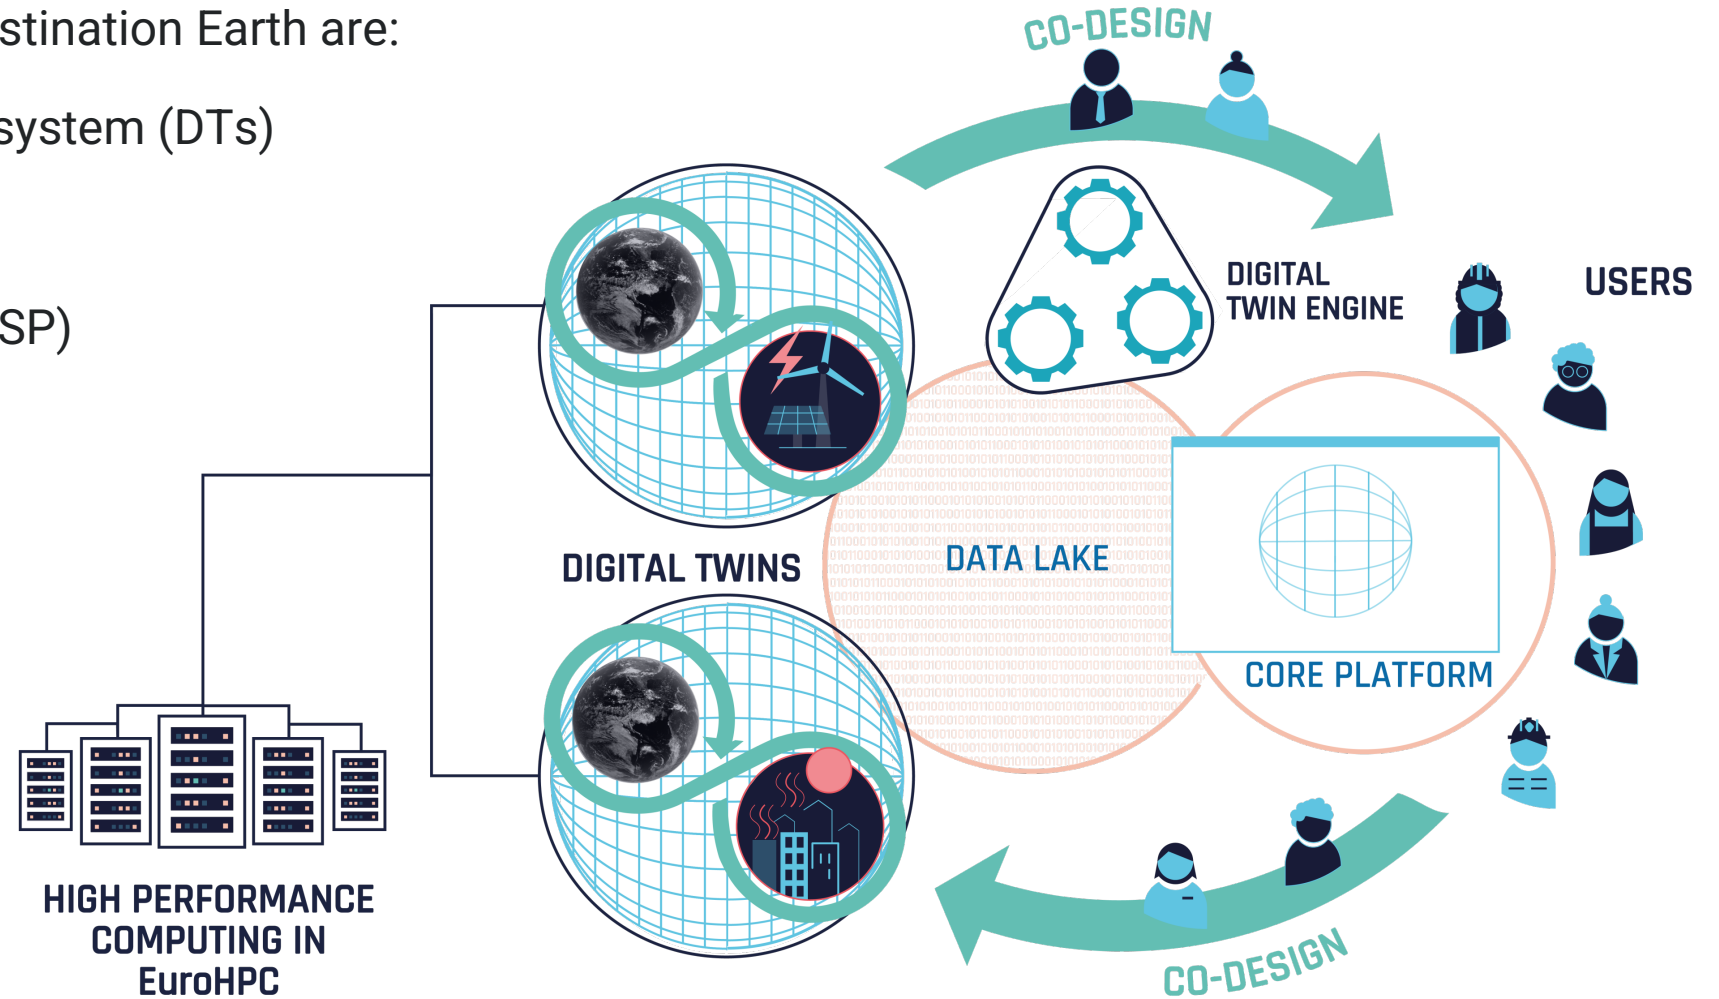 stination Earth are:
system (DTs)
SP)
CO-DESIGN
DIGITAL
TWIN ENGINE
USERS
DIGITAL TWINS
DATA LAKE
CORE PLATFORM
HIGH PERFORMANCE
COMPUTING IN
EuroHPC
CO-DESIGN